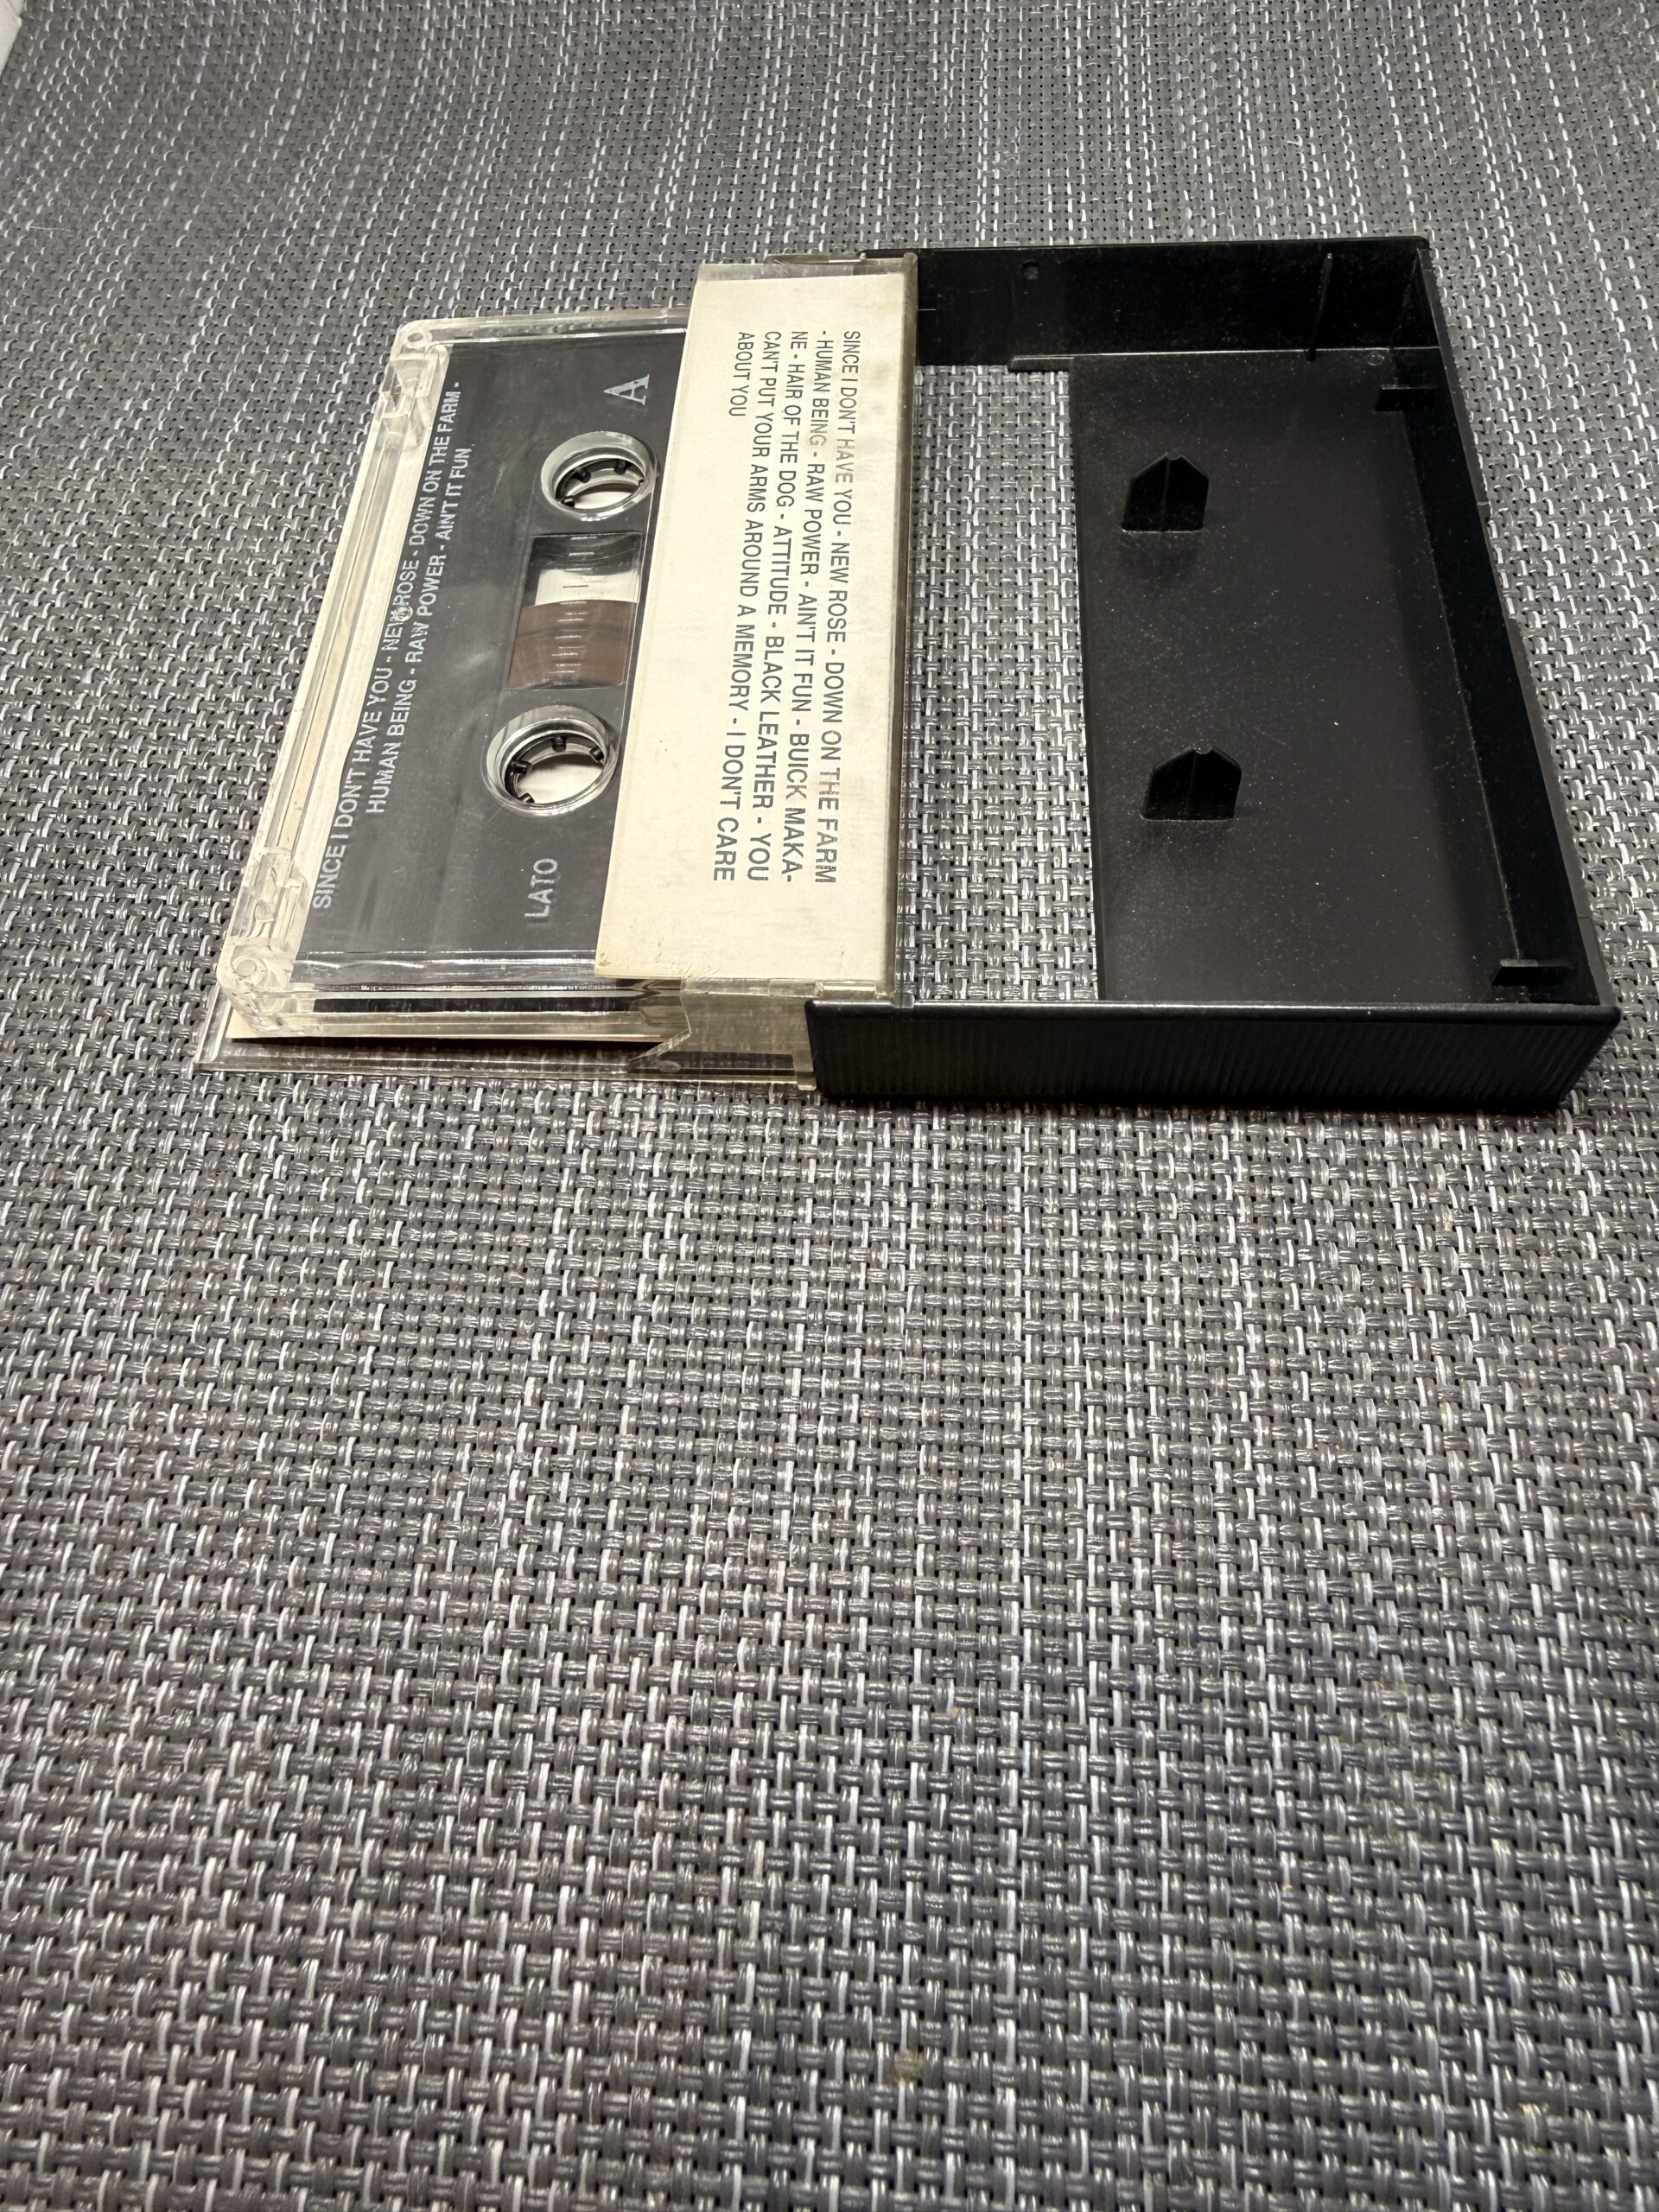 SINCE I DON'T HAVE YOU - NEW ROSE - DOWN ON THE FARM
- HUMAN BEING - RAW POWER - AIN'T IT FUN - BUICK MAKA-
NE - HAIR OF THE DOG - ATTITUDE - BLACK LEATHER - YOU
CAN'T PUT YOUR ARMS AROUND A MEMORY - I DON'T CARE
ABOUT YOU
LATO
A
SINCE I DON'T HAVE YOU - NEW ROSE - DOWN ON THE FARM -
HUMAN BEING - RAW POWER - AIN'T IT FUN